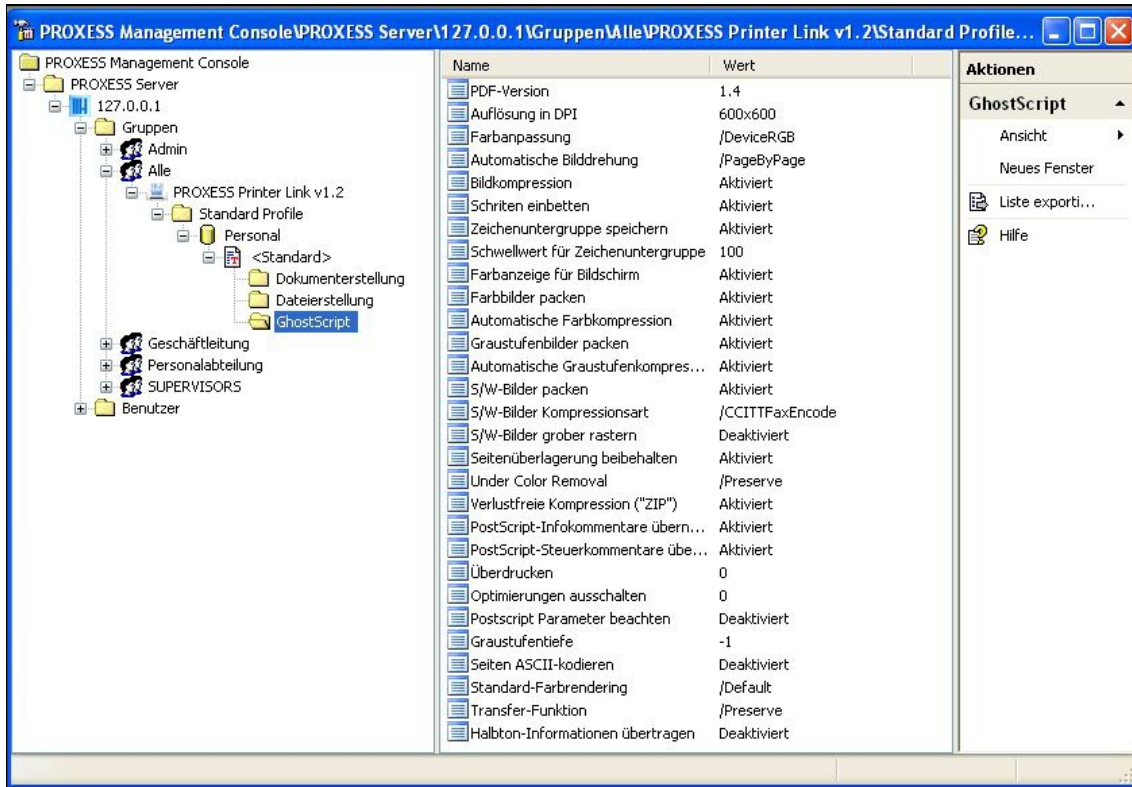 PROXESS Management Console\PROXESS Server\127.0.0.1\Gruppen\Alle\PROXESS Printer Link v1.2\Standard Profile...
PROXESS Management Console
PROXESS Server
127.0.0.1
Gruppen
Admin
Alle
PROXESS Printer Link v1.2
Standard Profile
Personal
<Standard>
Dokumenterstellung
Dateierstellung
GhostScript
Geschäftleitung
Personalabteilung
SUPERVISORS
Benutzer
Name Wert
PDF-Version 1.4
Auflösung in DPI 600x600
Farbanpassung /DeviceRGB
Automatische Bilddrehung /PageByPage
Bildkompression Aktiviert
Schriten einbetten Aktiviert
Zeichenuntergruppe speichern Aktiviert
Schwellwert für Zeichenuntergruppe 100
Farbanzeige für Bildschirm Aktiviert
Farbbilder packen Aktiviert
Automatische Farbkompression Aktiviert
Graustufenbilder packen Aktiviert
Automatische Graustufenkompres... Aktiviert
S/W-Bilder packen Aktiviert
S/W-Bilder Kompressionsart /CCITTFaxEncode
S/W-Bilder grober rastern Deaktiviert
Seitenüberlagerung beibehalten Aktiviert
Under Color Removal /Preserve
Verlustfreie Kompression ("ZIP") Aktiviert
PostScript-Infokommentare übern... Aktiviert
PostScript-Steuerkommentare übe... Aktiviert
Überdrucken 0
Optimierungen ausschalten 0
Postscript Parameter beachten Deaktiviert
Graustufentiefe -1
Seiten ASCII-kodieren Deaktiviert
Standard-Farbrendering /Default
Transfer-Funktion /Preserve
Halbton-Informationen übertragen Deaktiviert
Aktionen
GhostScript
Ansicht
Neues Fenster
Liste exporti...
Hilfe